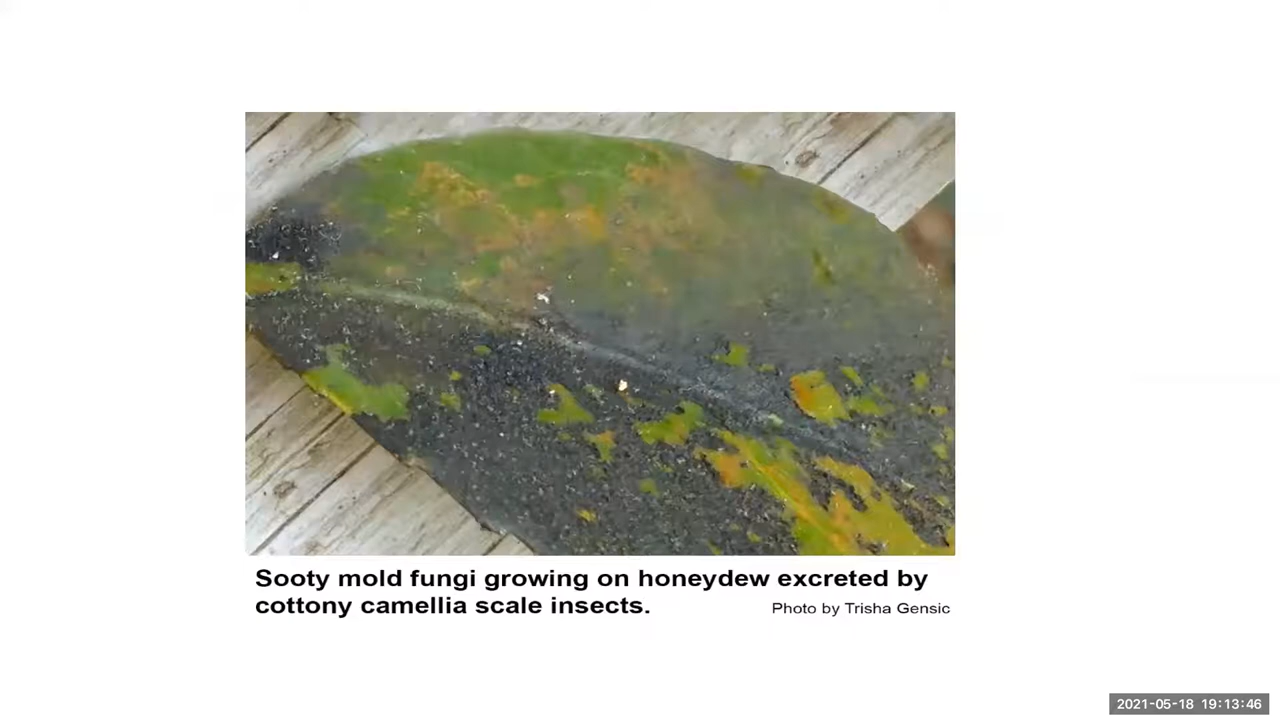 Sooty mold fungi growing on honeydew excreted by
cottony camellia scale insects.
Photo by Trisha Gensic
2021-05-18 19:13:46